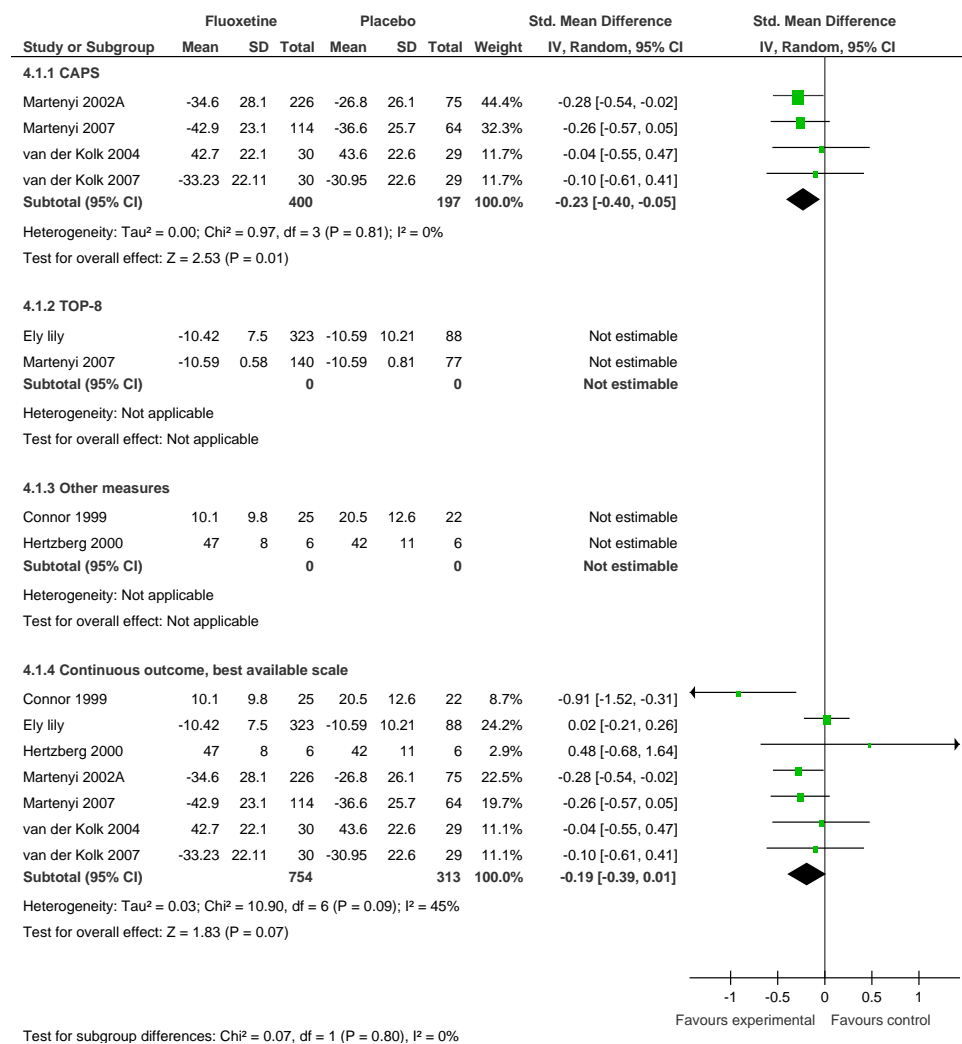 Fluoxetine Placebo Std. Mean Difference Std. Mean Difference
Study or Subgroup Mean SD Total Mean SD Total Weight IV, Random, 95% CI IV, Random, 95% CI
4.1.1 CAPS
Martenyi 2002A -34.6 28.1 226 -26.8 26.1 75 44.4% -0.28 [-0.54, -0.02]
Martenyi 2007 -42.9 23.1 114 -36.6 25.7 64 32.3% -0.26 [-0.57, 0.05]
van der Kolk 2004 42.7 22.1 30 43.6 22.6 29 11.7% -0.04 [-0.55, 0.47]
van der Kolk 2007 -33.23 22.11 30 -30.95 22.6 29 11.7% -0.10 [-0.61, 0.41]
Subtotal (95% CI) 400 197 100.0% -0.23 [-0.40, -0.05]
Heterogeneity: Tau² = 0.00; Chi² = 0.97, df = 3 (P = 0.81); I² = 0%
Test for overall effect: Z = 2.53 (P = 0.01)
4.1.2 TOP-8
Ely lily -10.42 7.5 323 -10.59 10.21 88 Not estimable
Martenyi 2007 -10.59 0.58 140 -10.59 0.81 77 Not estimable
Subtotal (95% CI) 0 0 Not estimable
Heterogeneity: Not applicable
Test for overall effect: Not applicable
4.1.3 Other measures
Connor 1999 10.1 9.8 25 20.5 12.6 22 Not estimable
Hertzberg 2000 47 8 6 42 11 6 Not estimable
Subtotal (95% CI) 0 0 Not estimable
Heterogeneity: Not applicable
Test for overall effect: Not applicable
4.1.4 Continuous outcome, best available scale
Connor 1999 10.1 9.8 25 20.5 12.6 22 8.7% -0.91 [-1.52, -0.31]
Ely lily -10.42 7.5 323 -10.59 10.21 88 24.2% 0.02 [-0.21, 0.26]
Hertzberg 2000 47 8 6 42 11 6 2.9% 0.48 [-0.68, 1.64]
Martenyi 2002A -34.6 28.1 226 -26.8 26.1 75 22.5% -0.28 [-0.54, -0.02]
Martenyi 2007 -42.9 23.1 114 -36.6 25.7 64 19.7% -0.26 [-0.57, 0.05]
van der Kolk 2004 42.7 22.1 30 43.6 22.6 29 11.1% -0.04 [-0.55, 0.47]
van der Kolk 2007 -33.23 22.11 30 -30.95 22.6 29 11.1% -0.10 [-0.61, 0.41]
Subtotal (95% CI) 754 313 100.0% -0.19 [-0.39, 0.01]
Heterogeneity: Tau² = 0.03; Chi² = 10.90, df = 6 (P = 0.09); I² = 45%
Test for overall effect: Z = 1.83 (P = 0.07)
-1 -0.5 0 0.5 1
Favours experimental Favours control
Test for subgroup differences: Chi² = 0.07, df = 1 (P = 0.80), I² = 0%